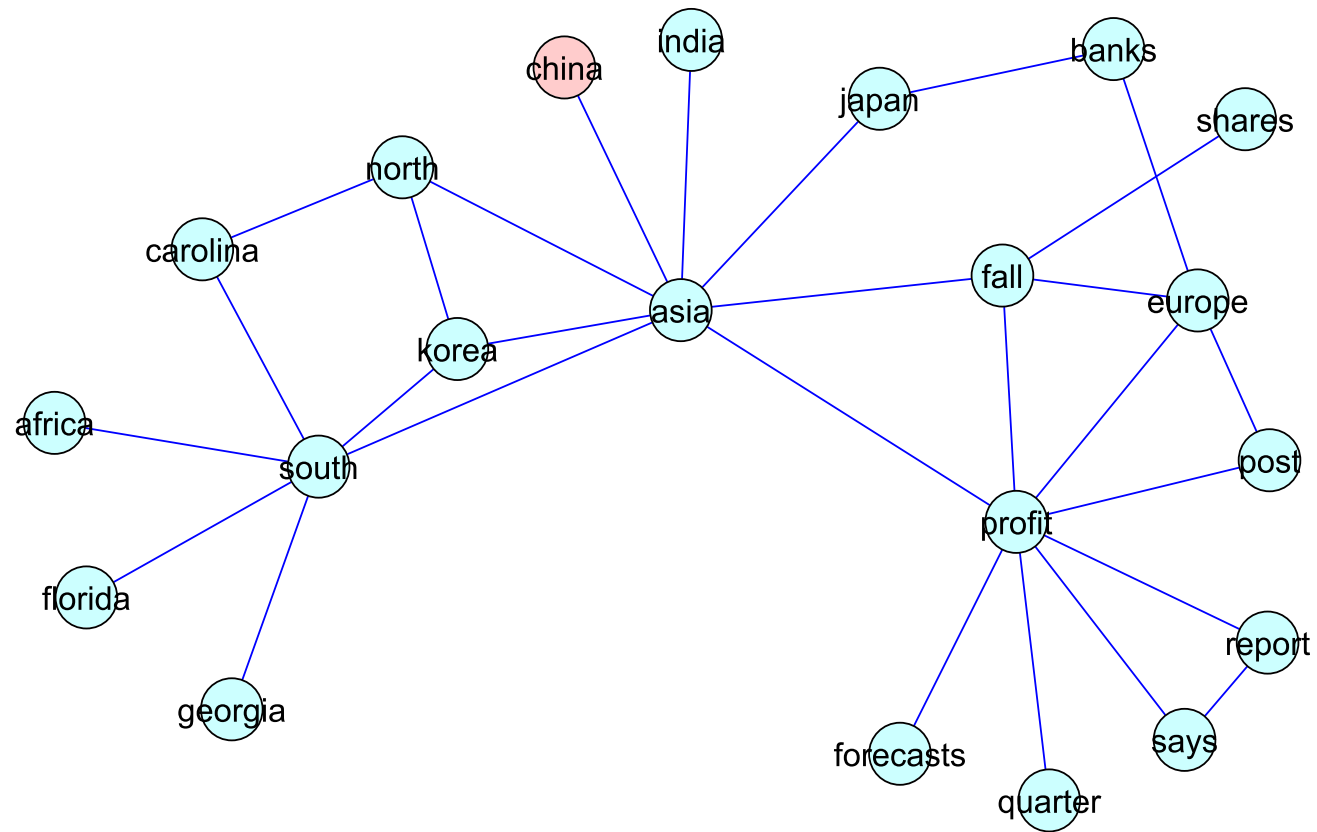 india
banks
china
japan
shares
north
carolina
fall
europe
asia
korea
africa
south
post
profit
florida
report
georgia
says
forecasts
quarter